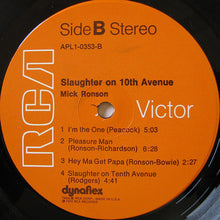 Side B Stereo
APL1-0353-B
Slaughter on 10th Avenue
Mick Ronson
RCA
Victor
1 I'm the One (Peacock) 5:03
2 Pleasure Man
(Ronson-Richardson) 6:28
3 Hey Ma Get Papa (Ronson-Bowie) 2:57
4 Slaughter on Tenth Avenue
(Rodgers) 4:41
dynaflex